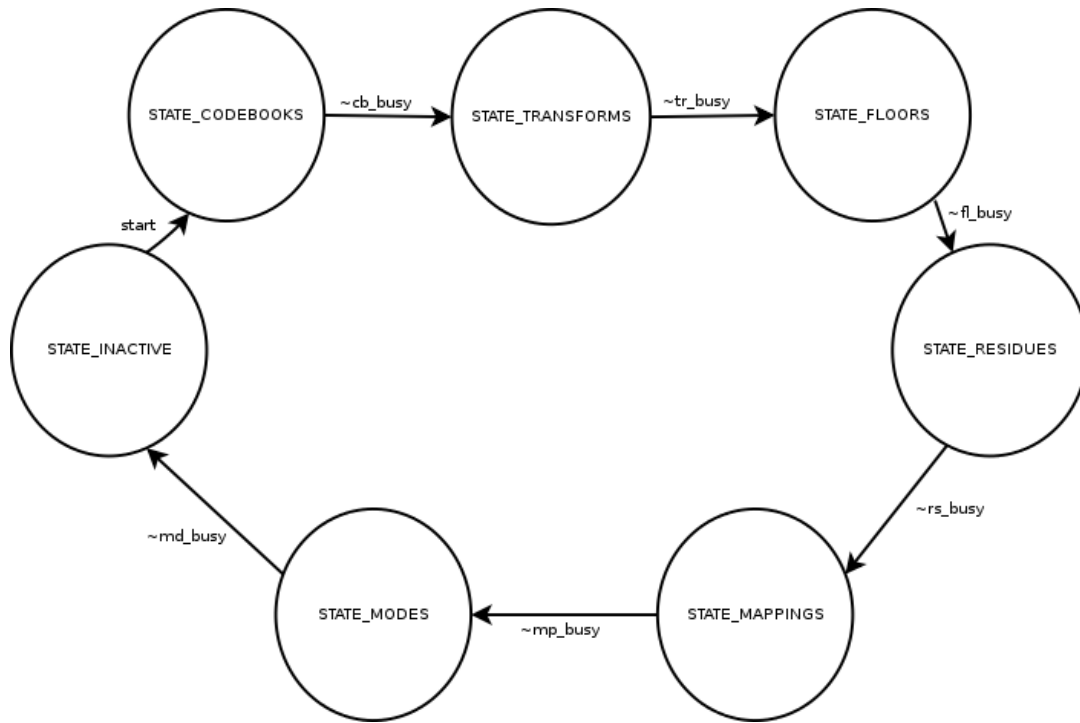 STATE_CODEBOOKS
~cb_busy
STATE_TRANSFORMS
~tr_busy
STATE_FLOORS
~fl_busy
start
STATE_INACTIVE
STATE_RESIDUES
~rs_busy
~md_busy
STATE_MODES
~mp_busy
STATE_MAPPINGS